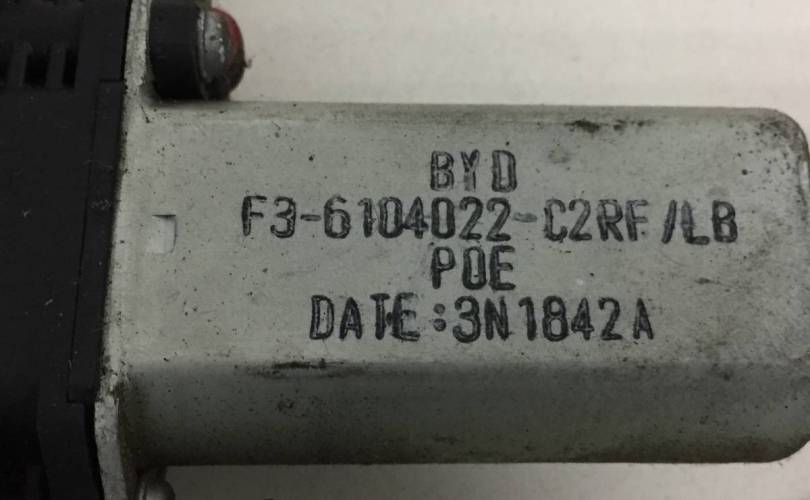 BYD
F3-6104022-C2RF/LB
POE
DATE:3N1842A